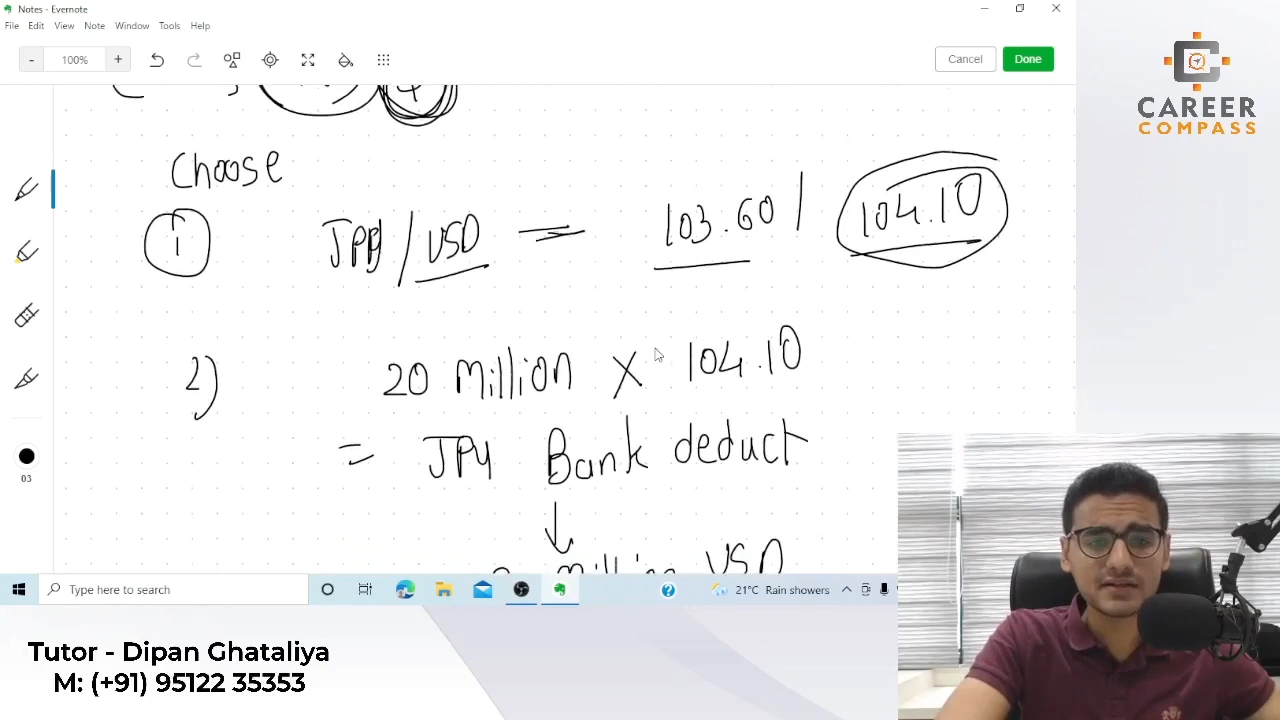 Notes - Evernote
File Edit View Note Window Tools Help
- 100% +
Cancel Done
CAREER
COMPASS
Choose
1 JPY / USD = 103.60 / 104.10
2) 20 Million X 104.10
= JPY Bank deduct
million USD
03
Type here to search
21°C Rain showers
Tutor - Dipan Ghataliya
M: (+91) 95122 35353